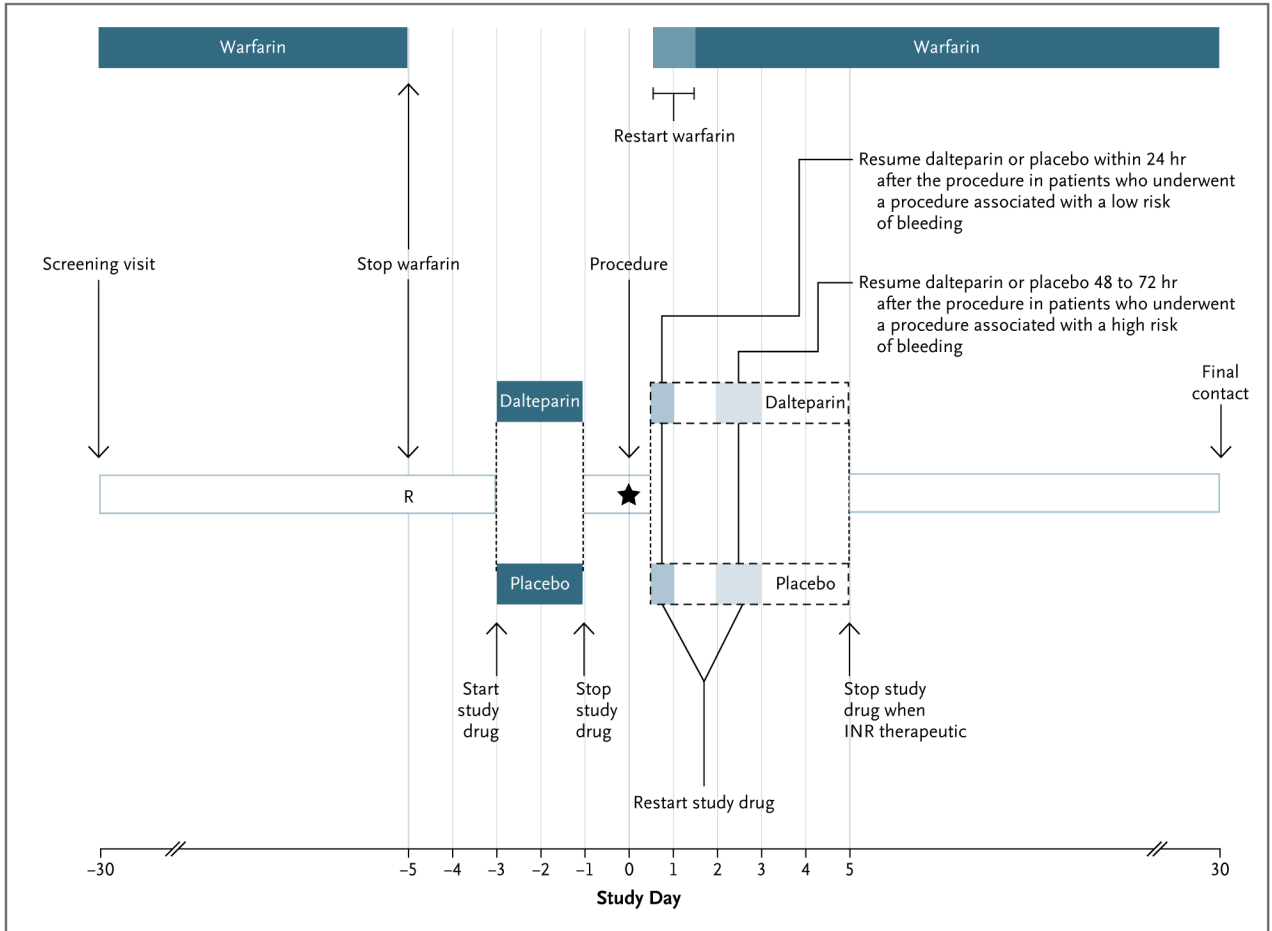 Warfarin
Warfarin
Restart warfarin
Resume dalteparin or placebo within 24 hr
after the procedure in patients who underwent
a procedure associated with a low risk
of bleeding
Screening visit
Stop warfarin
Procedure
Resume dalteparin or placebo 48 to 72 hr
after the procedure in patients who underwent
a procedure associated with a high risk
of bleeding
Final
contact
Dalteparin
Dalteparin
R
Placebo
Placebo
Start
study
drug
Stop
study
drug
Stop study
drug when
INR therapeutic
Restart study drug
–30
–5
–4
–3
–2
–1
0
1
2
3
4
5
30
Study Day